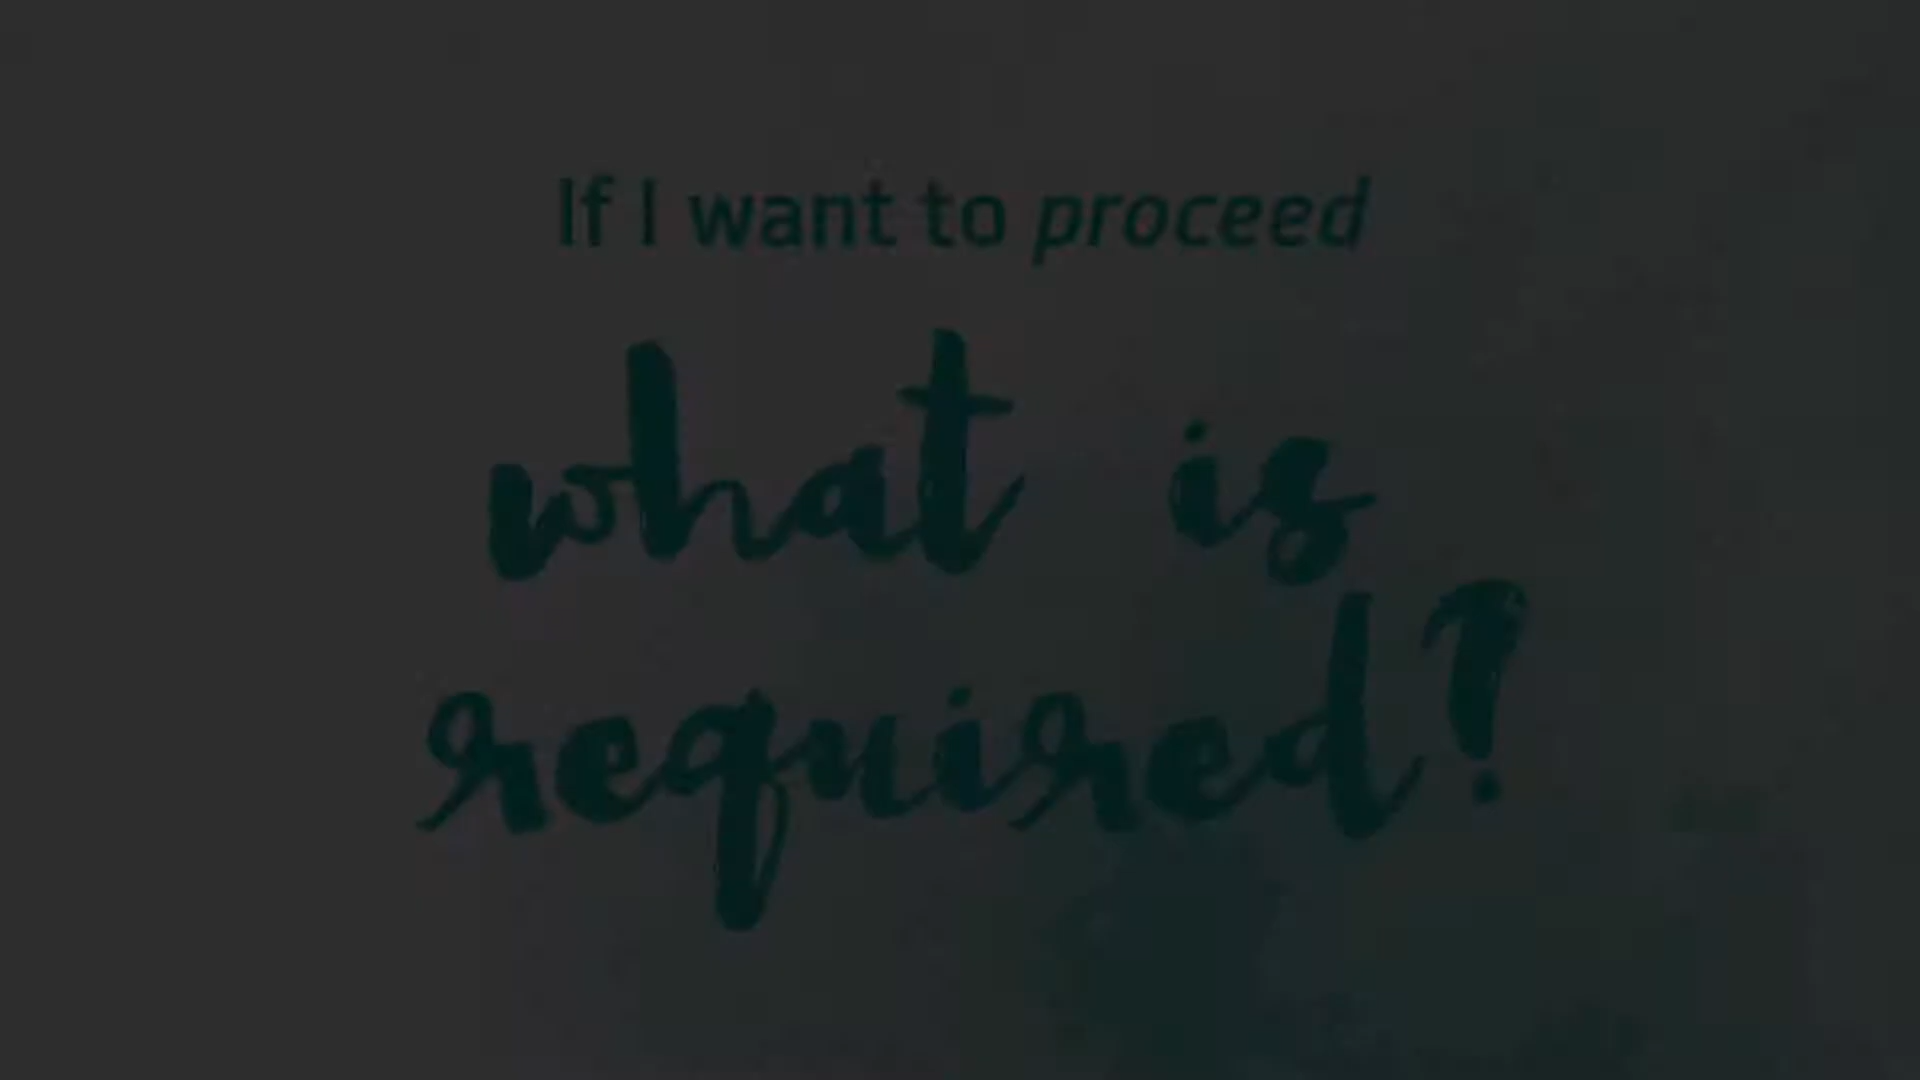 If I want to proceed
what is
required?